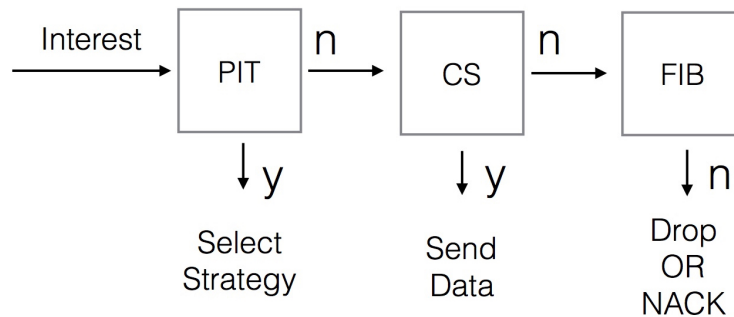 Interest
PIT
n
CS
n
FIB
y
y
n
Select
Strategy
Send
Data
Drop
OR
NACK